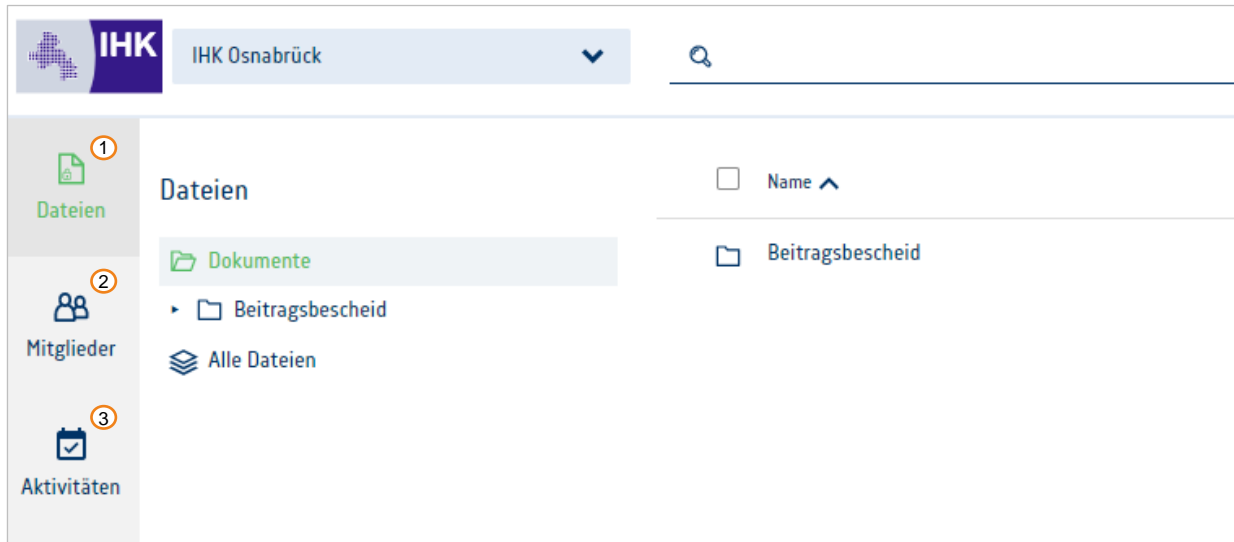 IHK
IHK Osnabrück
1
Dateien
2
Mitglieder
3
Aktivitäten
Dateien
Dokumente
Beitragsbescheid
Alle Dateien
Name
Beitragsbescheid